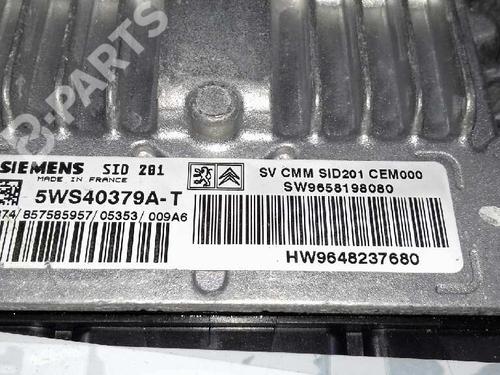 B-PARTS
SIEMENS SID 201
MADE IN FRANCE
5WS40379A-T
74/857585957/05353/009A6
SV CMM SID201 CEM000
SW9658198080
HW9648237680